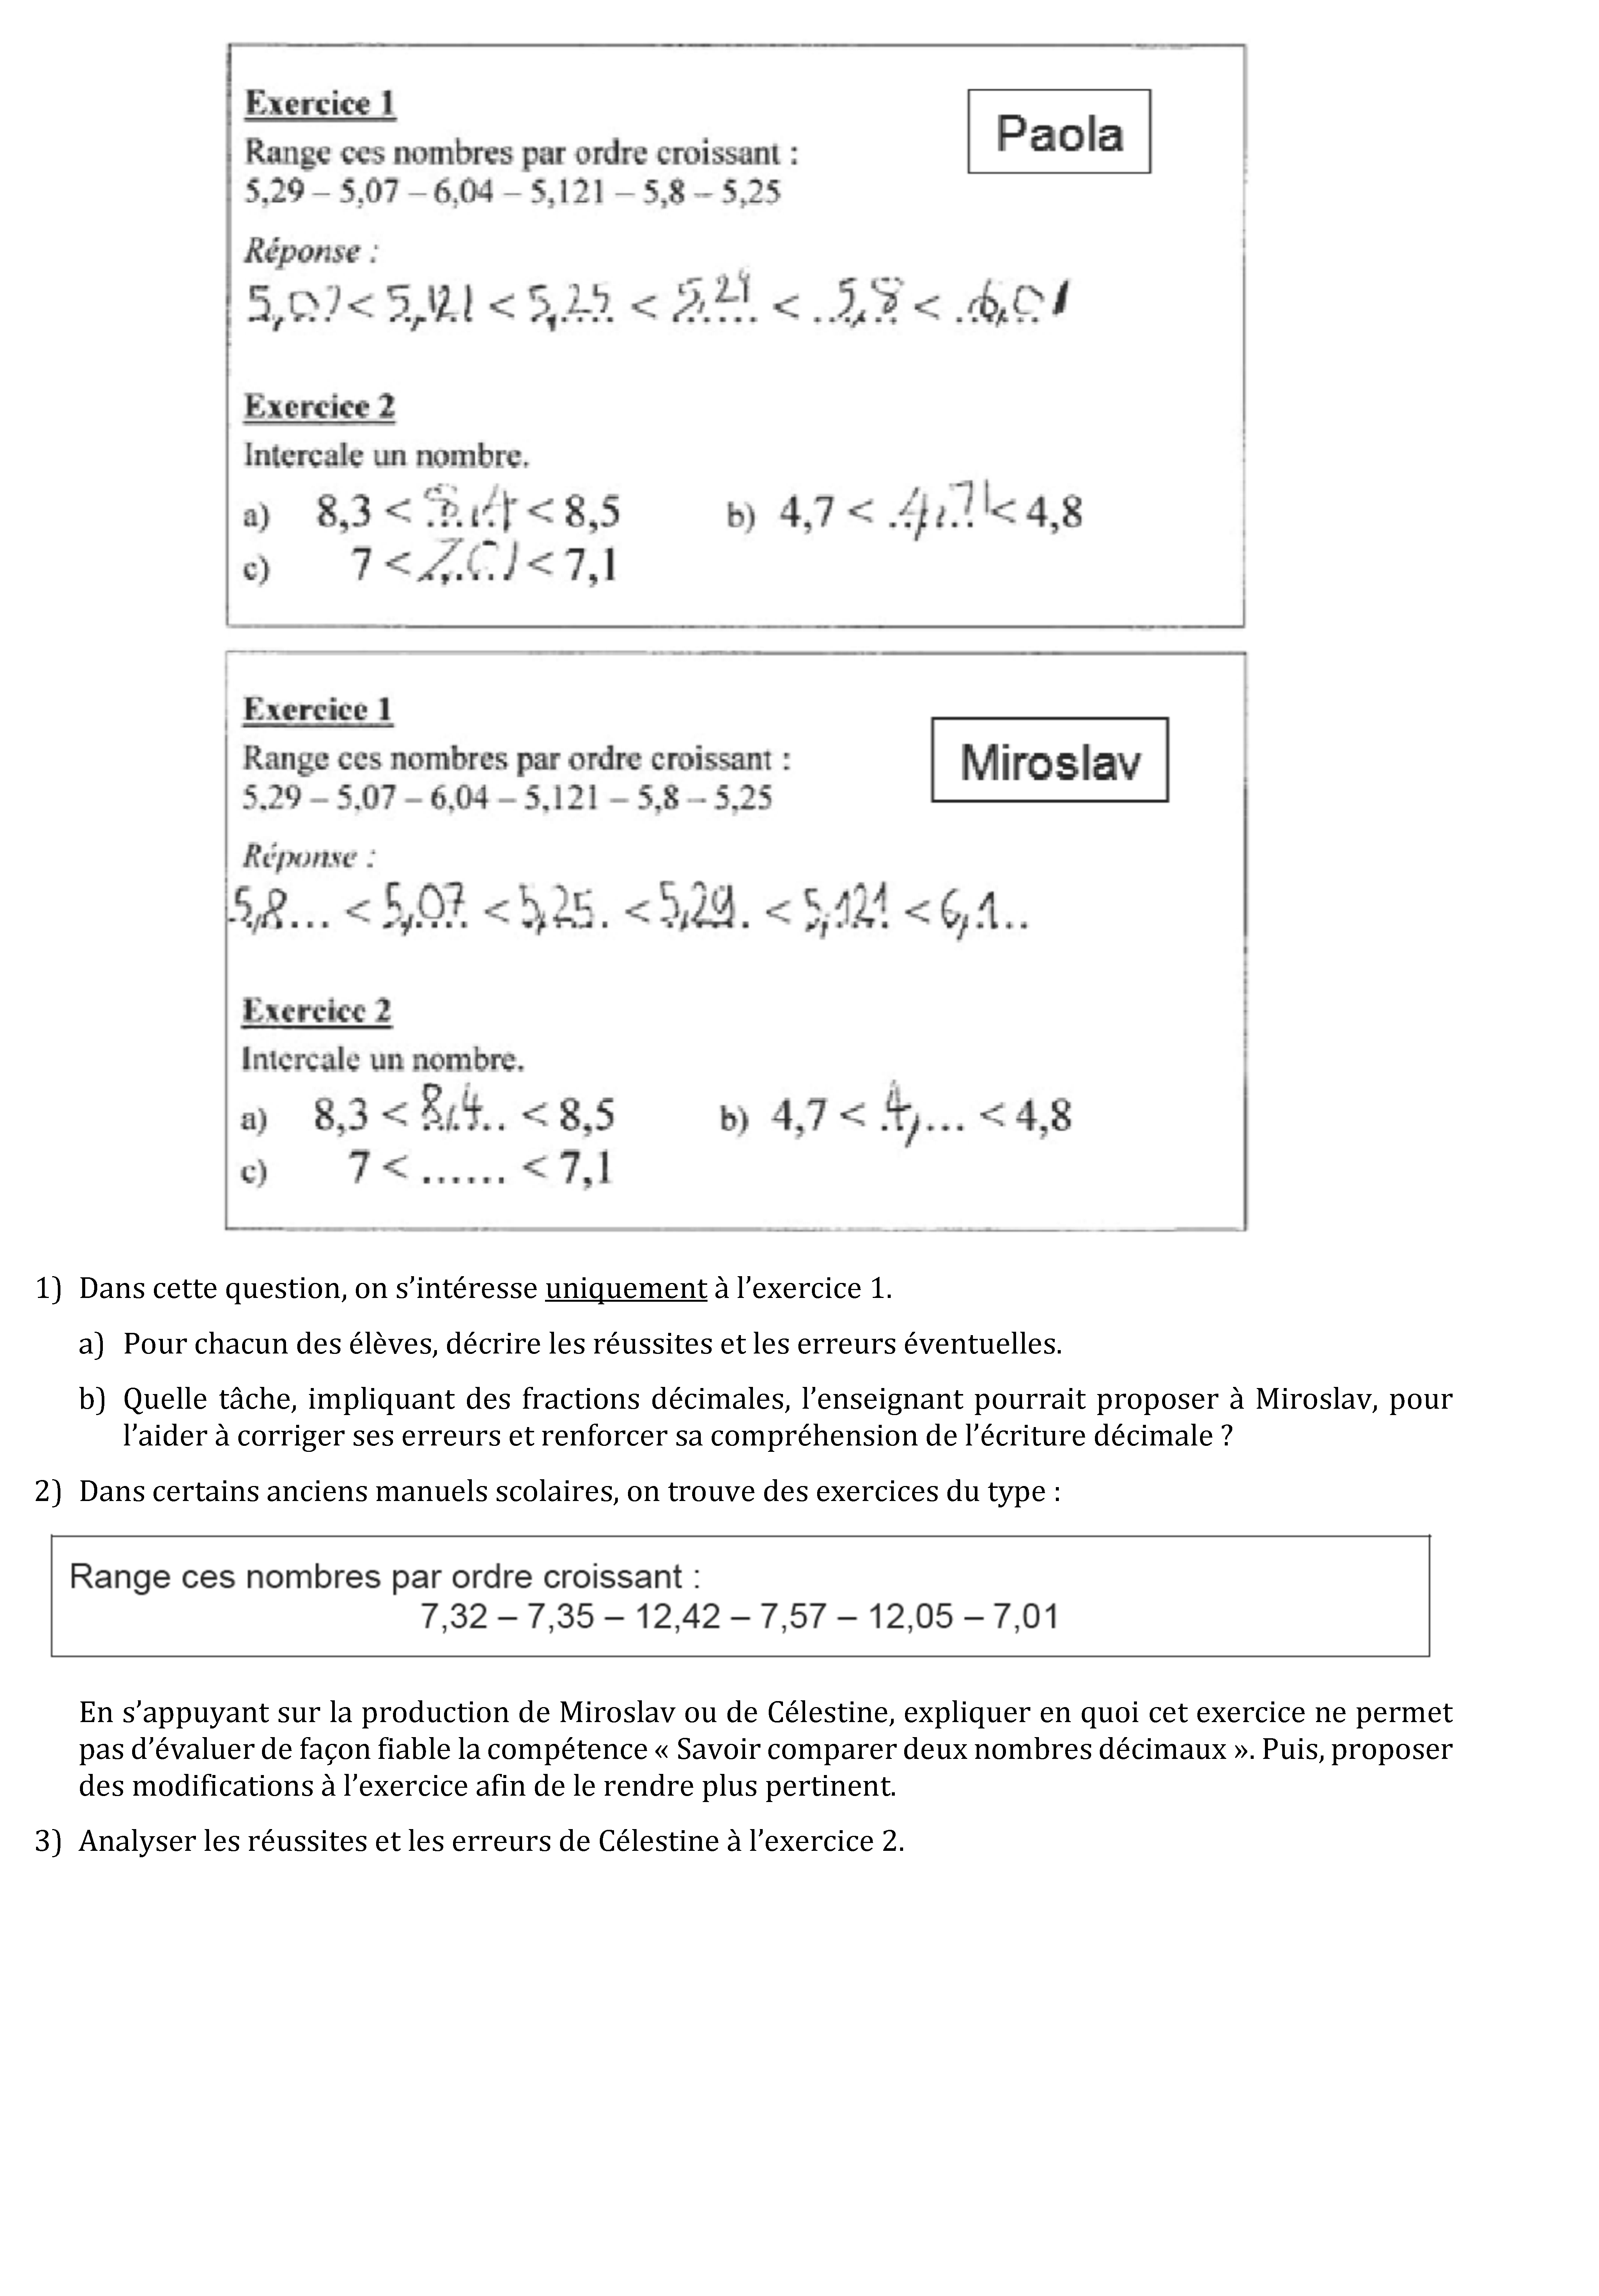 Exercice 1
Paola
Range ces nombres par ordre croissant :
5,29 – 5,07 – 6,04 – 5,121 – 5,8 – 5,25
Réponse :
5,07 < 5,121 < 5,25 < 5,29 < 5,8 < 6,01
Exercice 2
Intercale un nombre.
a) 8,3 < 8,4 < 8,5 b) 4,7 < 4,71 < 4,8
c) 7 < 7,01 < 7,1
Exercice 1
Miroslav
Range ces nombres par ordre croissant :
5,29 – 5,07 – 6,04 – 5,121 – 5,8 – 5,25
Réponse :
5,8... < 5,07 < 5,25. < 5,29. < 5,121 < 6,1..
Exercice 2
Intercale un nombre.
a) 8,3 < 8,4.. < 8,5 b) 4,7 < 4,... < 4,8
c) 7 < ...... < 7,1
1) Dans cette question, on s’intéresse uniquement à l’exercice 1.
a) Pour chacun des élèves, décrire les réussites et les erreurs éventuelles.
b) Quelle tâche, impliquant des fractions décimales, l’enseignant pourrait proposer à Miroslav, pour
l’aider à corriger ses erreurs et renforcer sa compréhension de l’écriture décimale ?
2) Dans certains anciens manuels scolaires, on trouve des exercices du type :
Range ces nombres par ordre croissant :
7,32 – 7,35 – 12,42 – 7,57 – 12,05 – 7,01
En s’appuyant sur la production de Miroslav ou de Célestine, expliquer en quoi cet exercice ne permet
pas d’évaluer de façon fiable la compétence « Savoir comparer deux nombres décimaux ». Puis, proposer
des modifications à l’exercice afin de le rendre plus pertinent.
3) Analyser les réussites et les erreurs de Célestine à l’exercice 2.